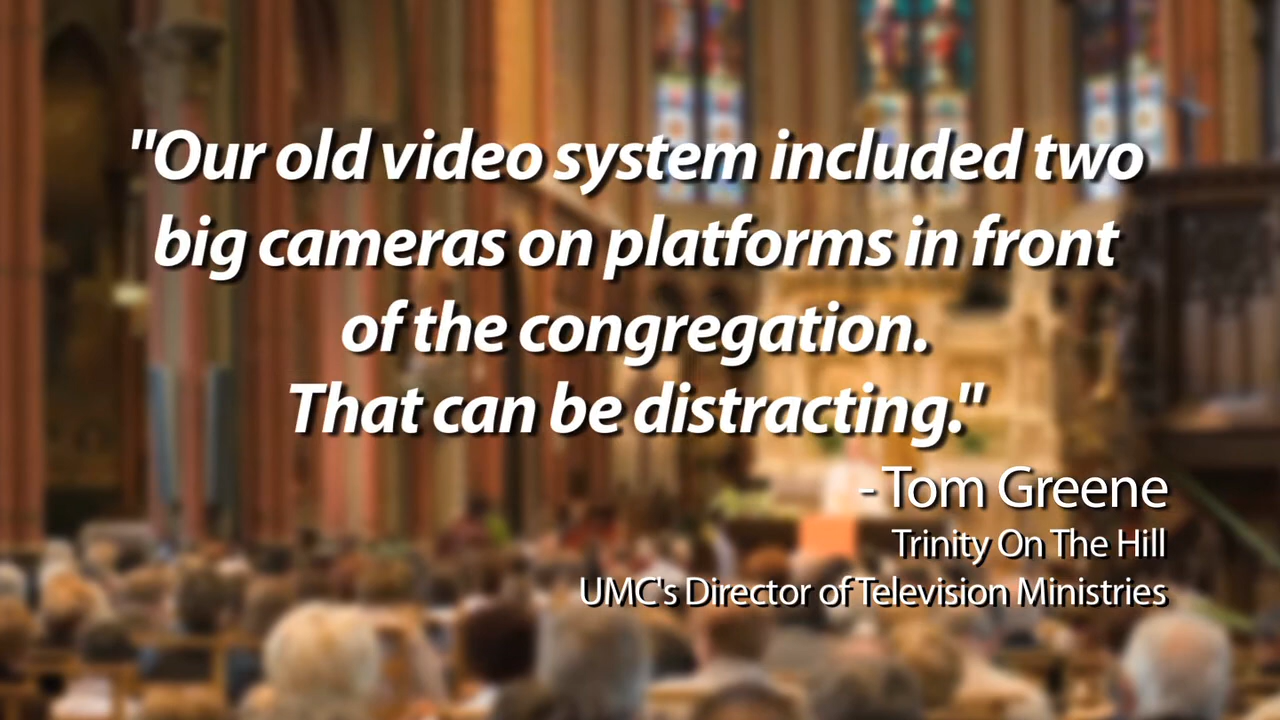 "Our old video system included two
big cameras on platforms in front
of the congregation.
That can be distracting."
- Tom Greene
Trinity On The Hill
UMC's Director of Television Ministries